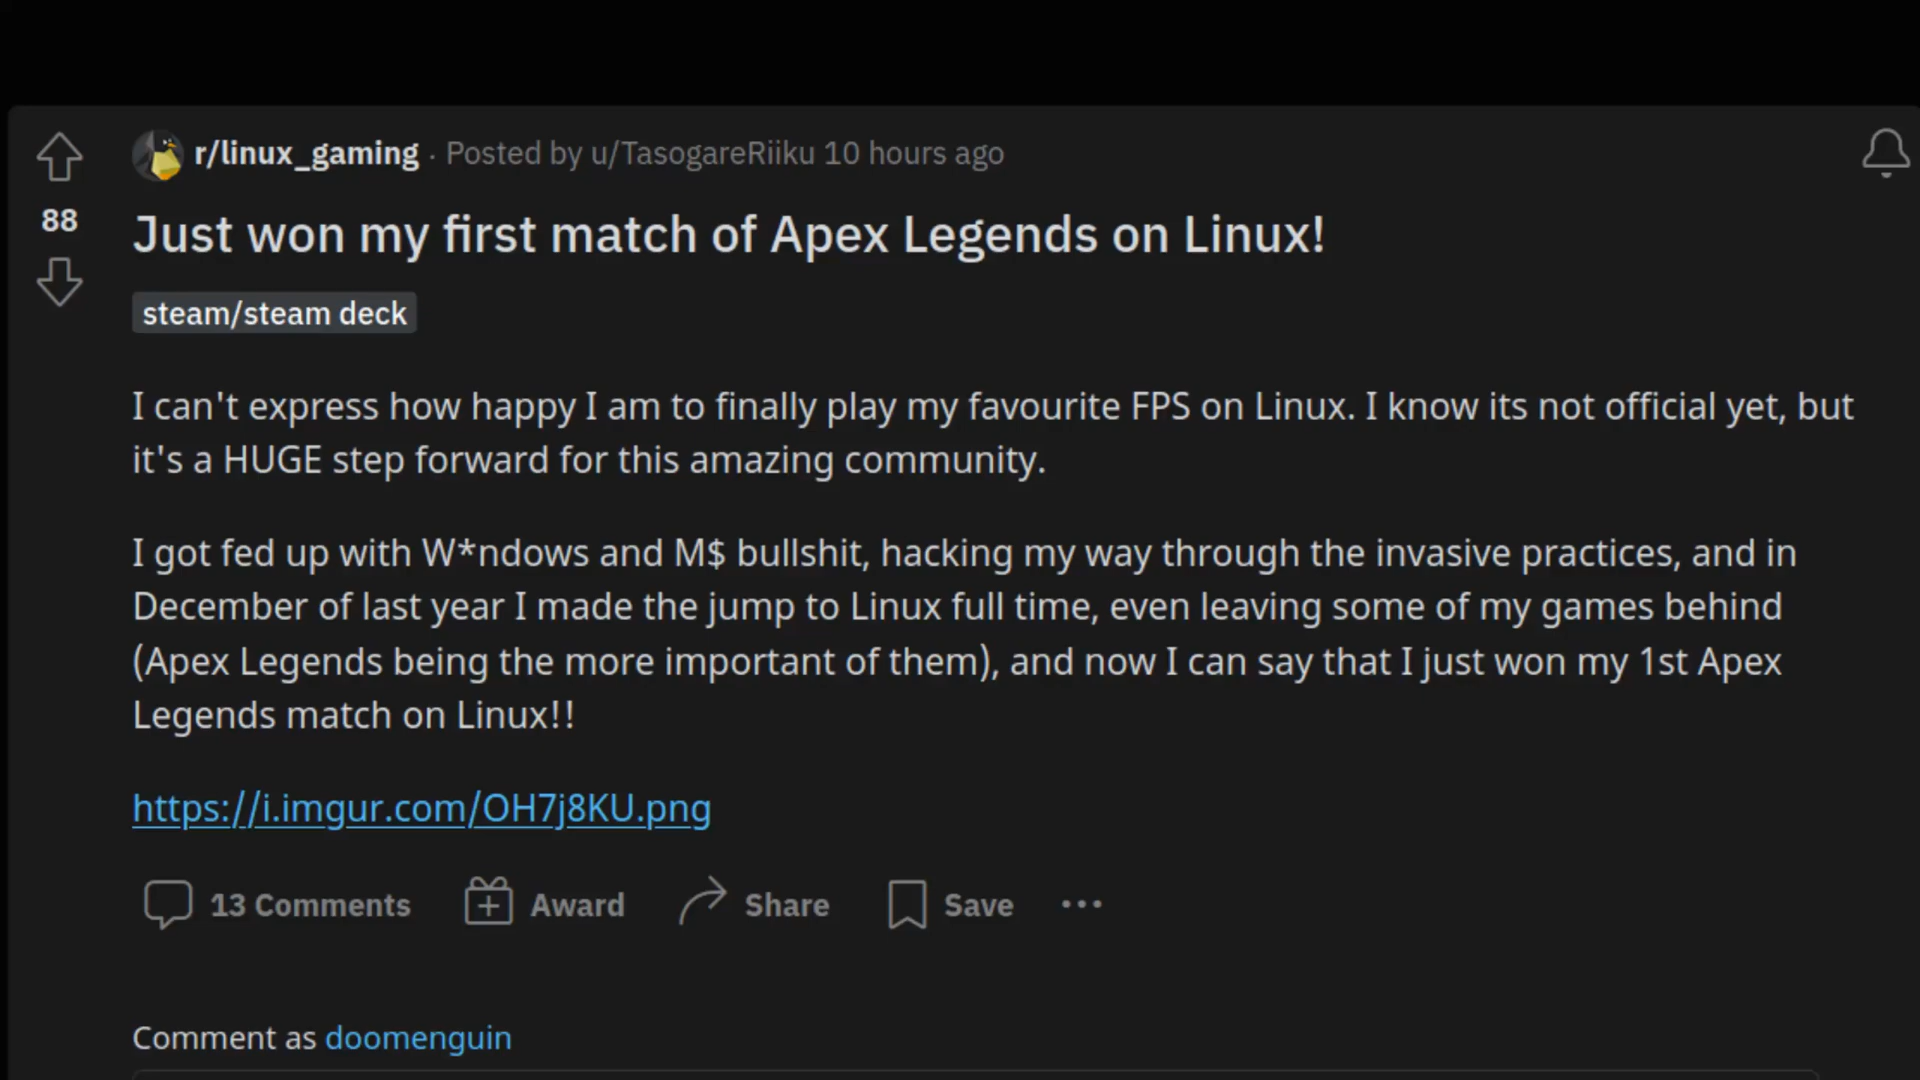 r/linux_gaming · Posted by u/TasogareRiiku 10 hours ago
88
Just won my first match of Apex Legends on Linux!
steam/steam deck
I can't express how happy I am to finally play my favourite FPS on Linux. I know its not official yet, but
it's a HUGE step forward for this amazing community.
I got fed up with W*ndows and M$ bullshit, hacking my way through the invasive practices, and in
December of last year I made the jump to Linux full time, even leaving some of my games behind
(Apex Legends being the more important of them), and now I can say that I just won my 1st Apex
Legends match on Linux!!
https://i.imgur.com/OH7j8KU.png
13 Comments Award Share Save ···
Comment as doomenguin